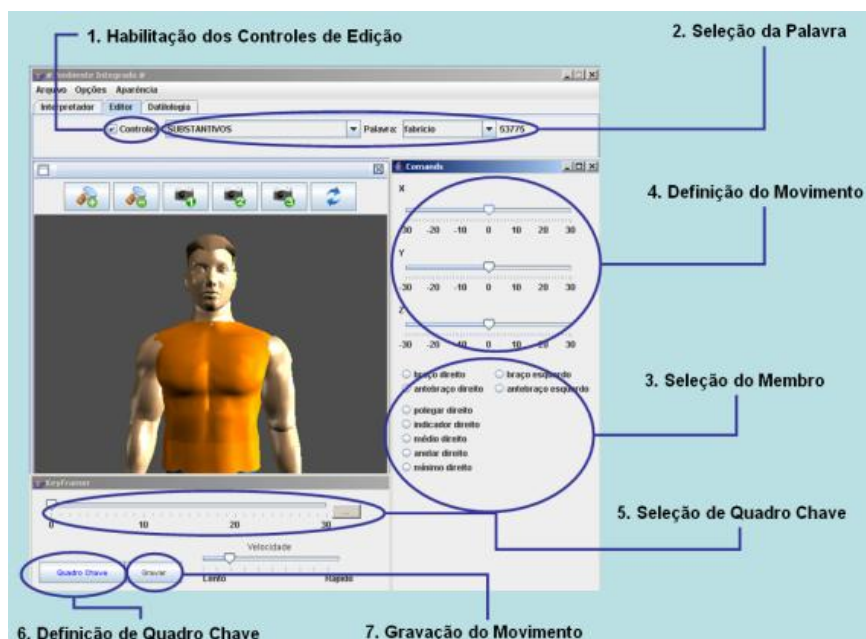 1. Habilitação dos Controles de Edição
2. Seleção da Palavra
# Ambiente Integrado #
Arquivo Opções Aparência
Interpretador Editor Datilologia
Controles SUBSTANTIVOS Palavra: fabricio 53775
Comands
X
30 -20 -10 0 10 20 30
4. Definição do Movimento
Y
30 -20 -10 0 10 20 30
Z
-30 -20 -10 0 10 20 30
braço direito braço esquerdo
antebraço direito antebraço esquerdo
3. Seleção do Membro
polegar direito
indicador direito
médio direito
anelar direito
mínimo direito
KeyFramer
0 10 20 30 ...
5. Seleção de Quadro Chave
Velocidade
Quadro Chave Gravar
Lento Rápido
6. Definição de Quadro Chave
7. Gravação do Movimento